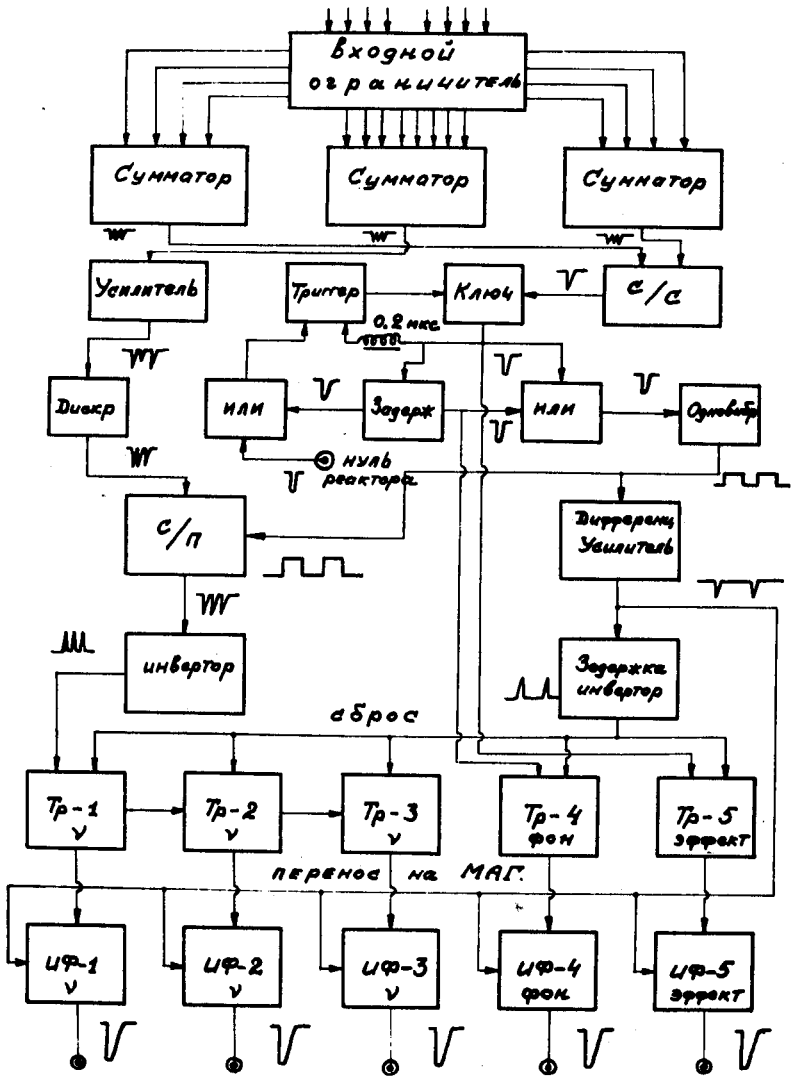 входной
ограничитель
Сумматор
Сумматор
Сумматор
Усилитель
Триггер
Ключ
С/С
0.2 мкс
Дискр
или
Задерж
или
Одновибр
нуль
реактора
С/П
Дифференц
Усилитель
инвертор
Задержка
инвертор
сброс
Тр-1
ν
Тр-2
ν
Тр-3
ν
Тр-4
фон
Тр-5
эффект
перенос на МАГ.
ИФ-1
ν
ИФ-2
ν
ИФ-3
ν
ИФ-4
фон
ИФ-5
эффект